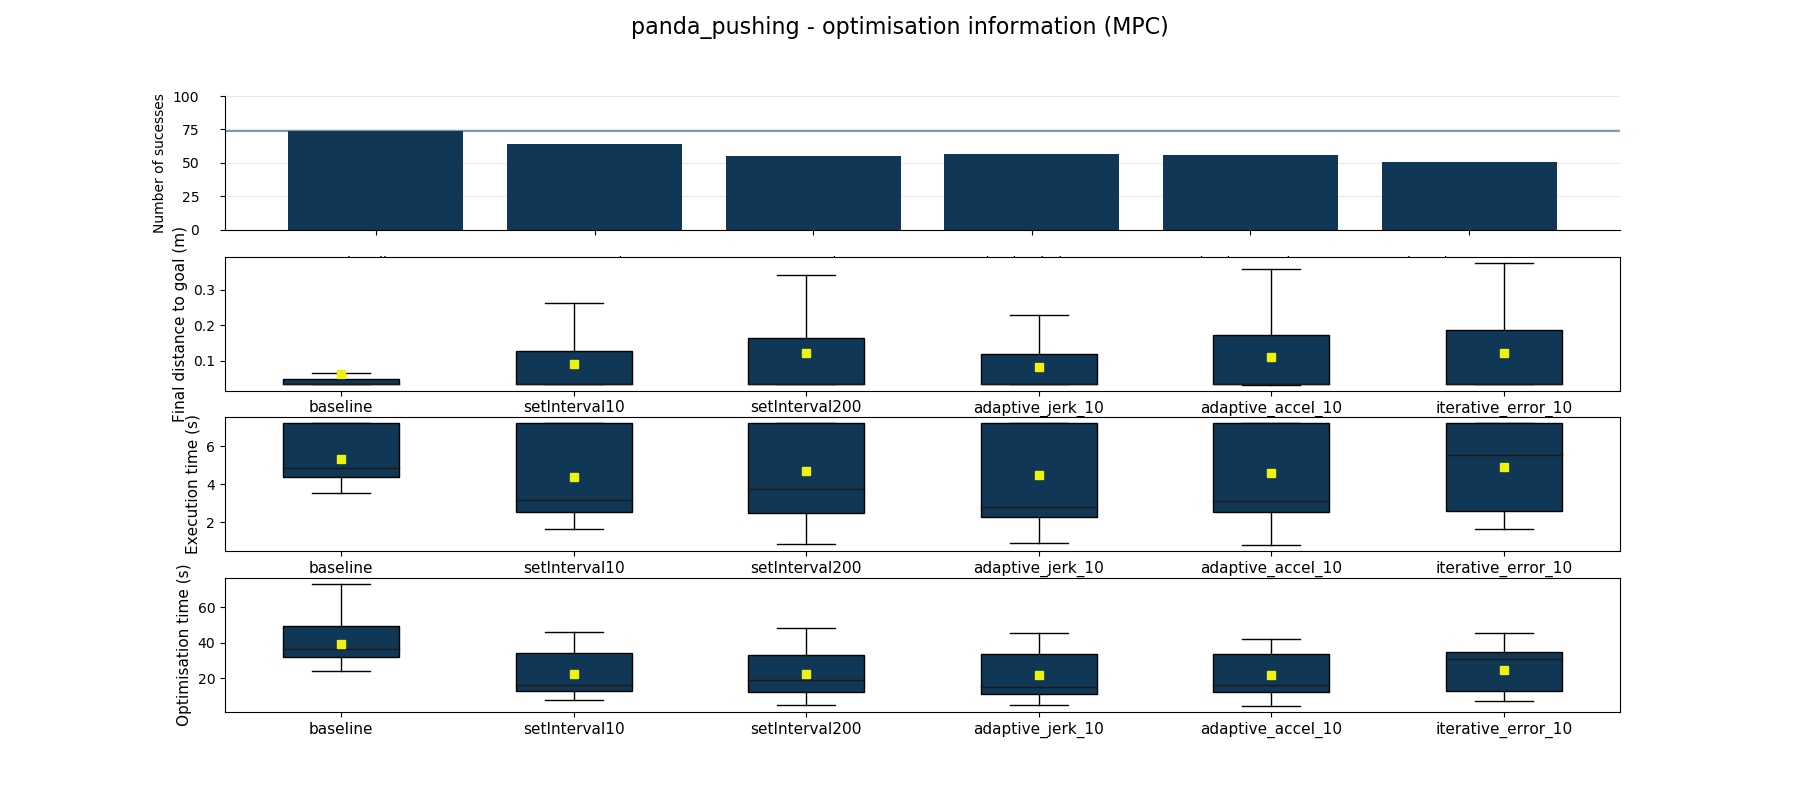 panda_pushing - optimisation information (MPC)
Number of sucesses
100
75
50
25
0
Final distance to goal (m)
0.3
0.2
0.1
baseline setInterval10 setInterval200 adaptive_jerk_10 adaptive_accel_10 iterative_error_10
Execution time (s)
6
4
2
baseline setInterval10 setInterval200 adaptive_jerk_10 adaptive_accel_10 iterative_error_10
Optimisation time (s)
60
40
20
baseline setInterval10 setInterval200 adaptive_jerk_10 adaptive_accel_10 iterative_error_10